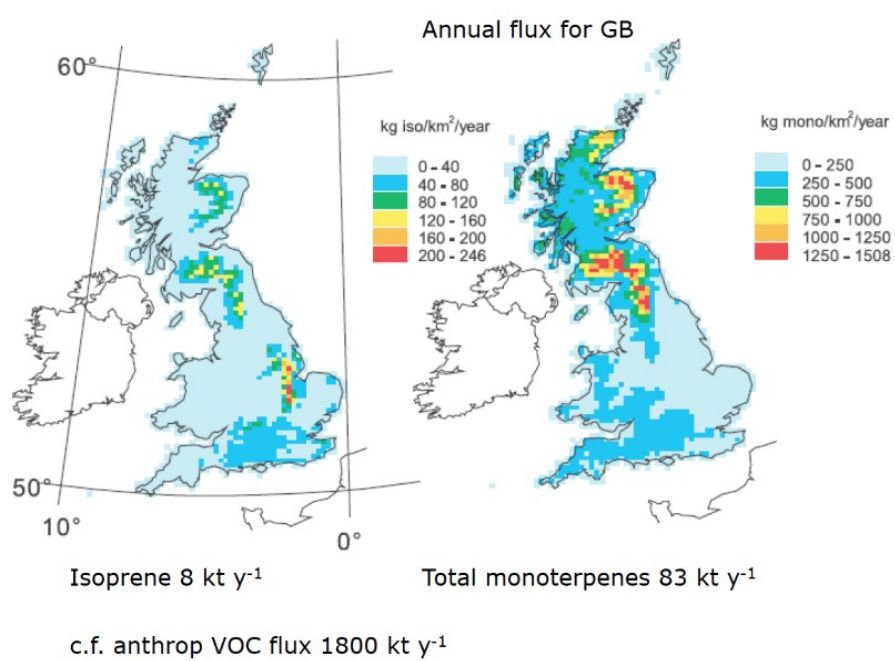 Annual flux for GB
60°
50°
10°
0°
kg iso/km²/year
0 - 40
40 - 80
80 - 120
120 - 160
160 - 200
200 - 246
kg mono/km²/year
0 - 250
250 - 500
500 - 750
750 - 1000
1000 - 1250
1250 - 1508
Isoprene 8 kt y⁻¹
Total monoterpenes 83 kt y⁻¹
c.f. anthrop VOC flux 1800 kt y⁻¹